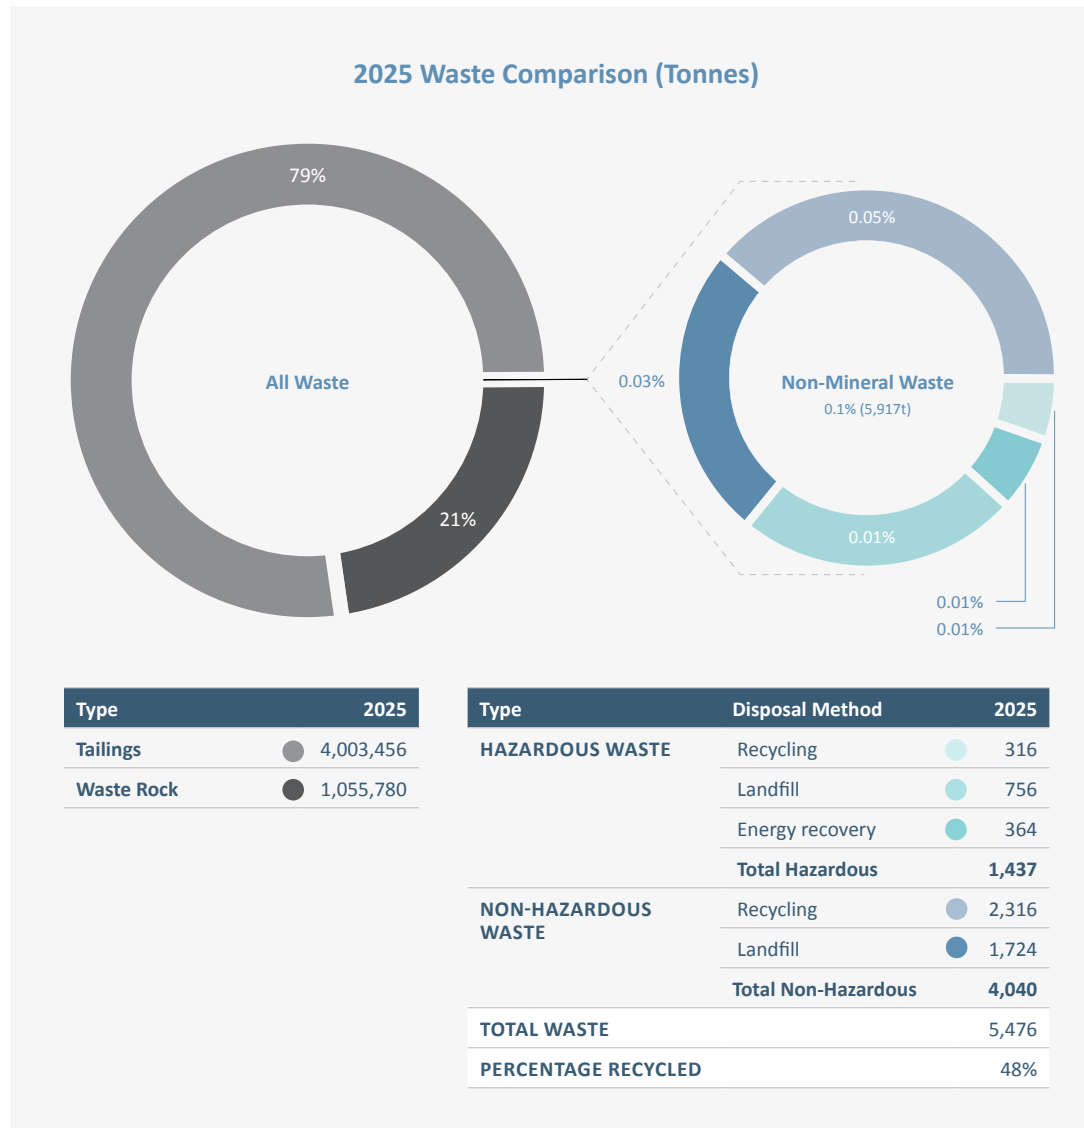 2025 Waste Comparison (Tonnes)
79%
All Waste
21%
0.05%
0.03%
Non-Mineral Waste
0.1% (5,917t)
0.01%
0.01%
0.01%
Type 2025
Tailings 4,003,456
Waste Rock 1,055,780
Type Disposal Method 2025
HAZARDOUS WASTE Recycling 316
Landfill 756
Energy recovery 364
Total Hazardous 1,437
NON-HAZARDOUS
WASTE
Recycling 2,316
Landfill 1,724
Total Non-Hazardous 4,040
TOTAL WASTE 5,476
PERCENTAGE RECYCLED 48%